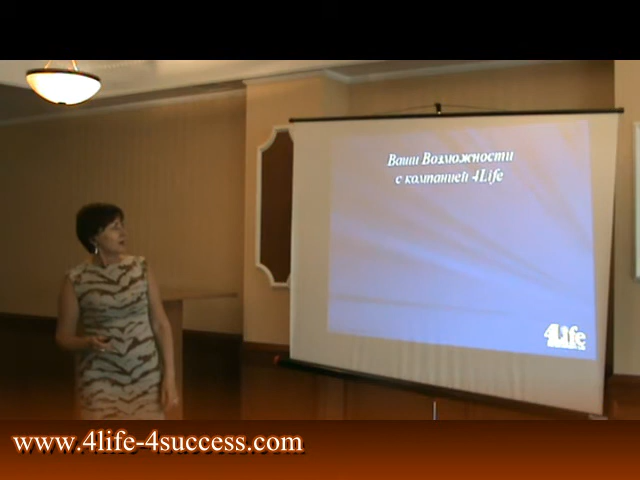 Ваши Возможности
с компанией 4Life
4Life
www.4life-4success.com